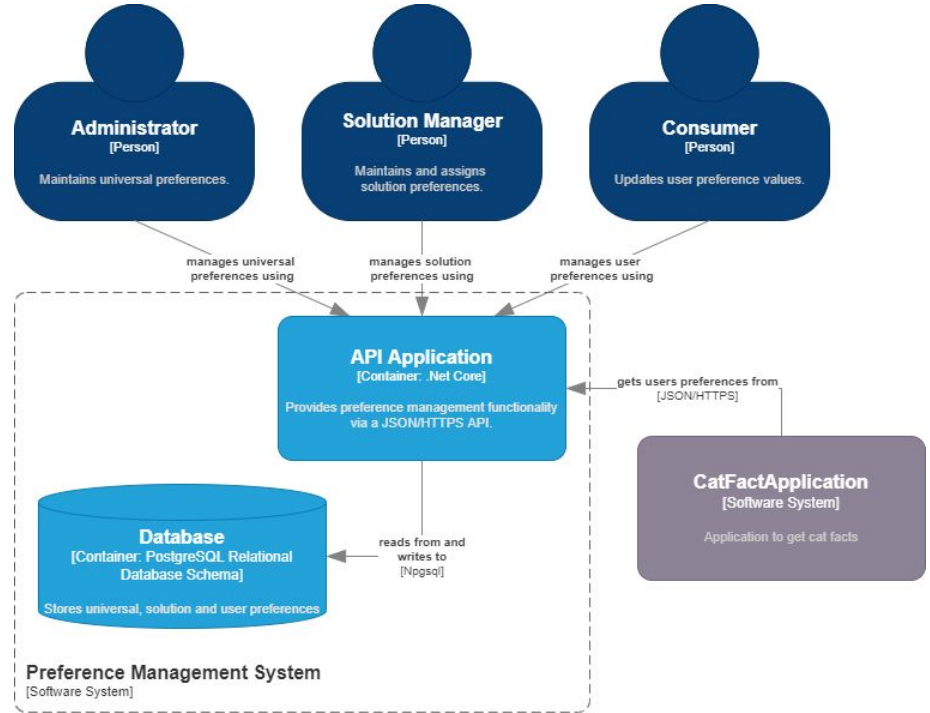 Administrator
[Person]
Maintains universal preferences.
Solution Manager
[Person]
Maintains and assigns
solution preferences.
Consumer
[Person]
Updates user preference values.
manages universal
preferences using
manages solution
preferences using
manages user
preferences using
API Application
[Container: .Net Core]
Provides preference management functionality
via a JSON/HTTPS API.
gets users preferences from
[JSON/HTTPS]
CatFactApplication
[Software System]
Application to get cat facts
Database
[Container: PostgreSQL Relational
Database Schema]
Stores universal, solution and user preferences
reads from and
writes to
[Npgsql]
Preference Management System
[Software System]